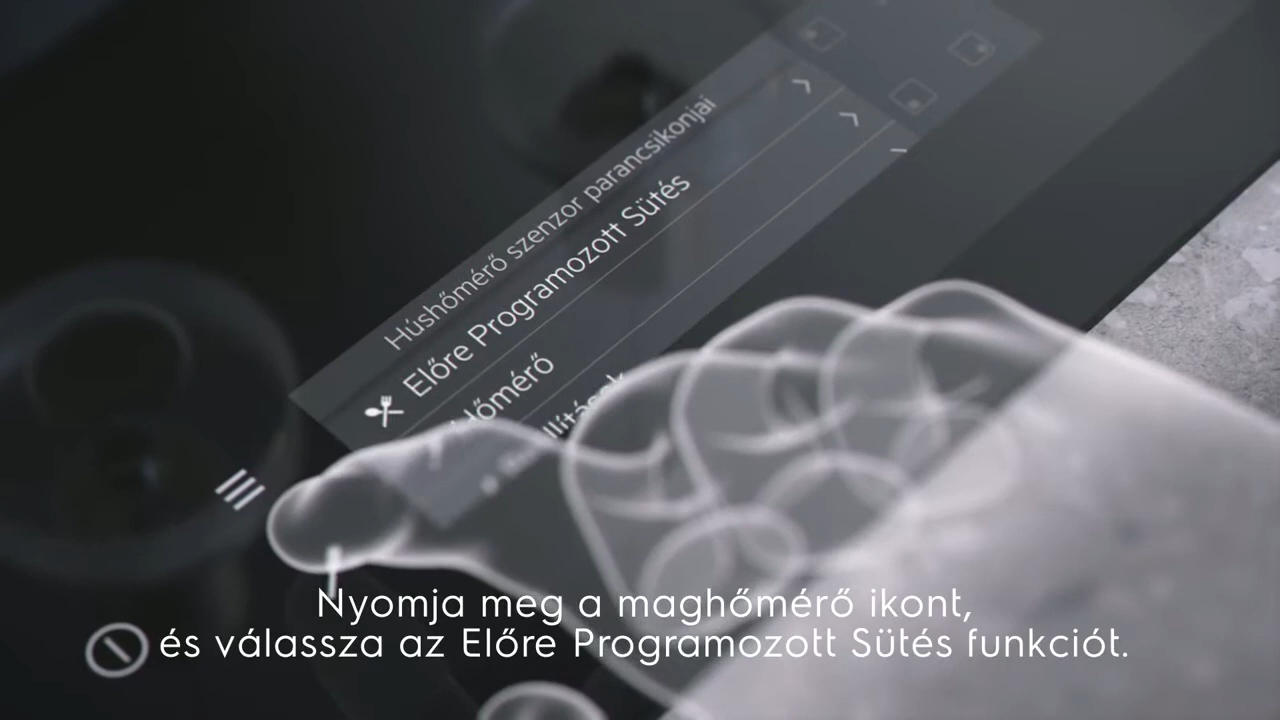 Húshőmérő szenzor parancsikonjai
Előre Programozott Sütés
Nyomja meg a maghőmérő ikont,
és válassza az Előre Programozott Sütés funkciót.